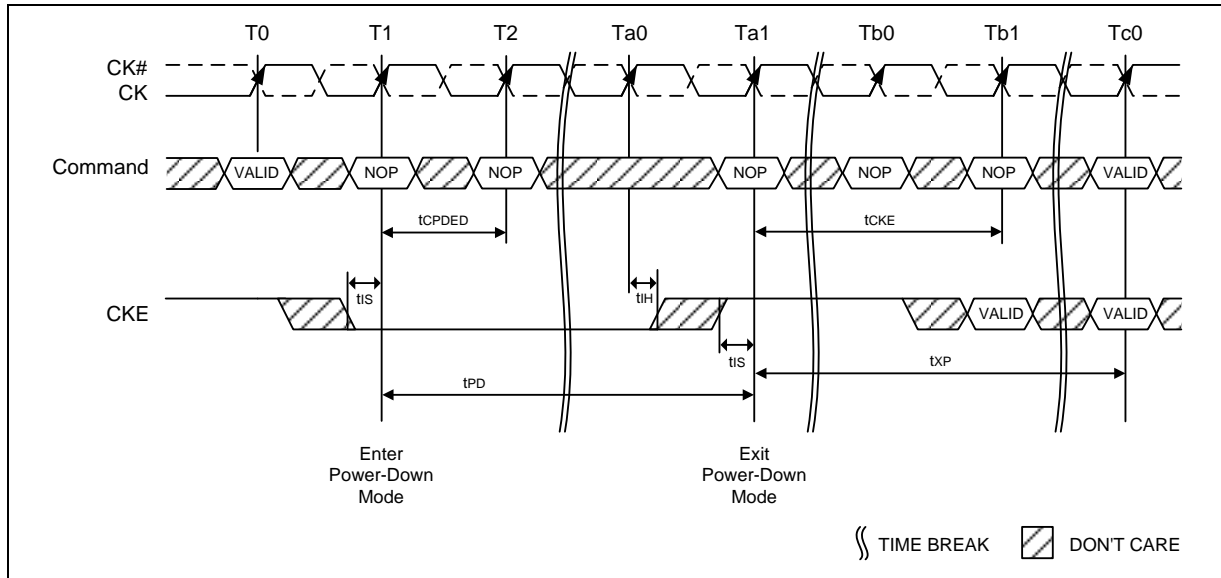 T0 T1 T2 Ta0 Ta1 Tb0 Tb1 Tc0
CK#
CK
Command VALID NOP NOP NOP NOP NOP VALID
tCPDED tCKE
tIS tIH
CKE VALID VALID
tIS
tXP
tPD
Enter
Power-Down
Mode
Exit
Power-Down
Mode
TIME BREAK DON'T CARE